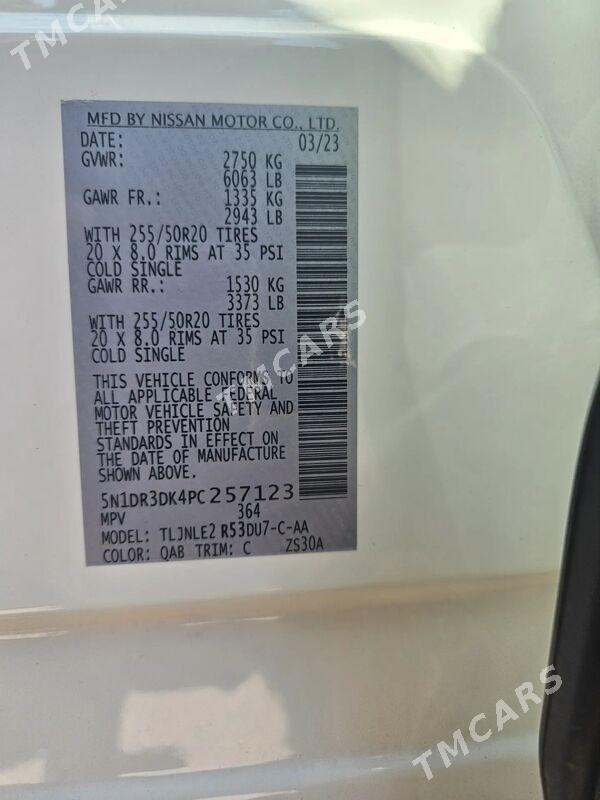 TMCARS
MFD BY NISSAN MOTOR CO., LTD.
DATE: 03/23
GVWR: 2750 KG
6063 LB
GAWR FR.: 1335 KG
2943 LB
WITH 255/50R20 TIRES
20 X 8.0 RIMS AT 35 PSI
COLD SINGLE
GAWR RR.: 1530 KG
3373 LB
WITH 255/50R20 TIRES
20 X 8.0 RIMS AT 35 PSI
COLD SINGLE
TMCARS
THIS VEHICLE CONFORMS TO
ALL APPLICABLE FEDERAL
MOTOR VEHICLE SAFETY AND
THEFT PREVENTION
STANDARDS IN EFFECT ON
THE DATE OF MANUFACTURE
SHOWN ABOVE.
5N1DR3DK4PC257123
MPV 364
MODEL: TLJNLE2 R53DU7-C-AA
COLOR: QAB TRIM: C ZS30A
TMCARS